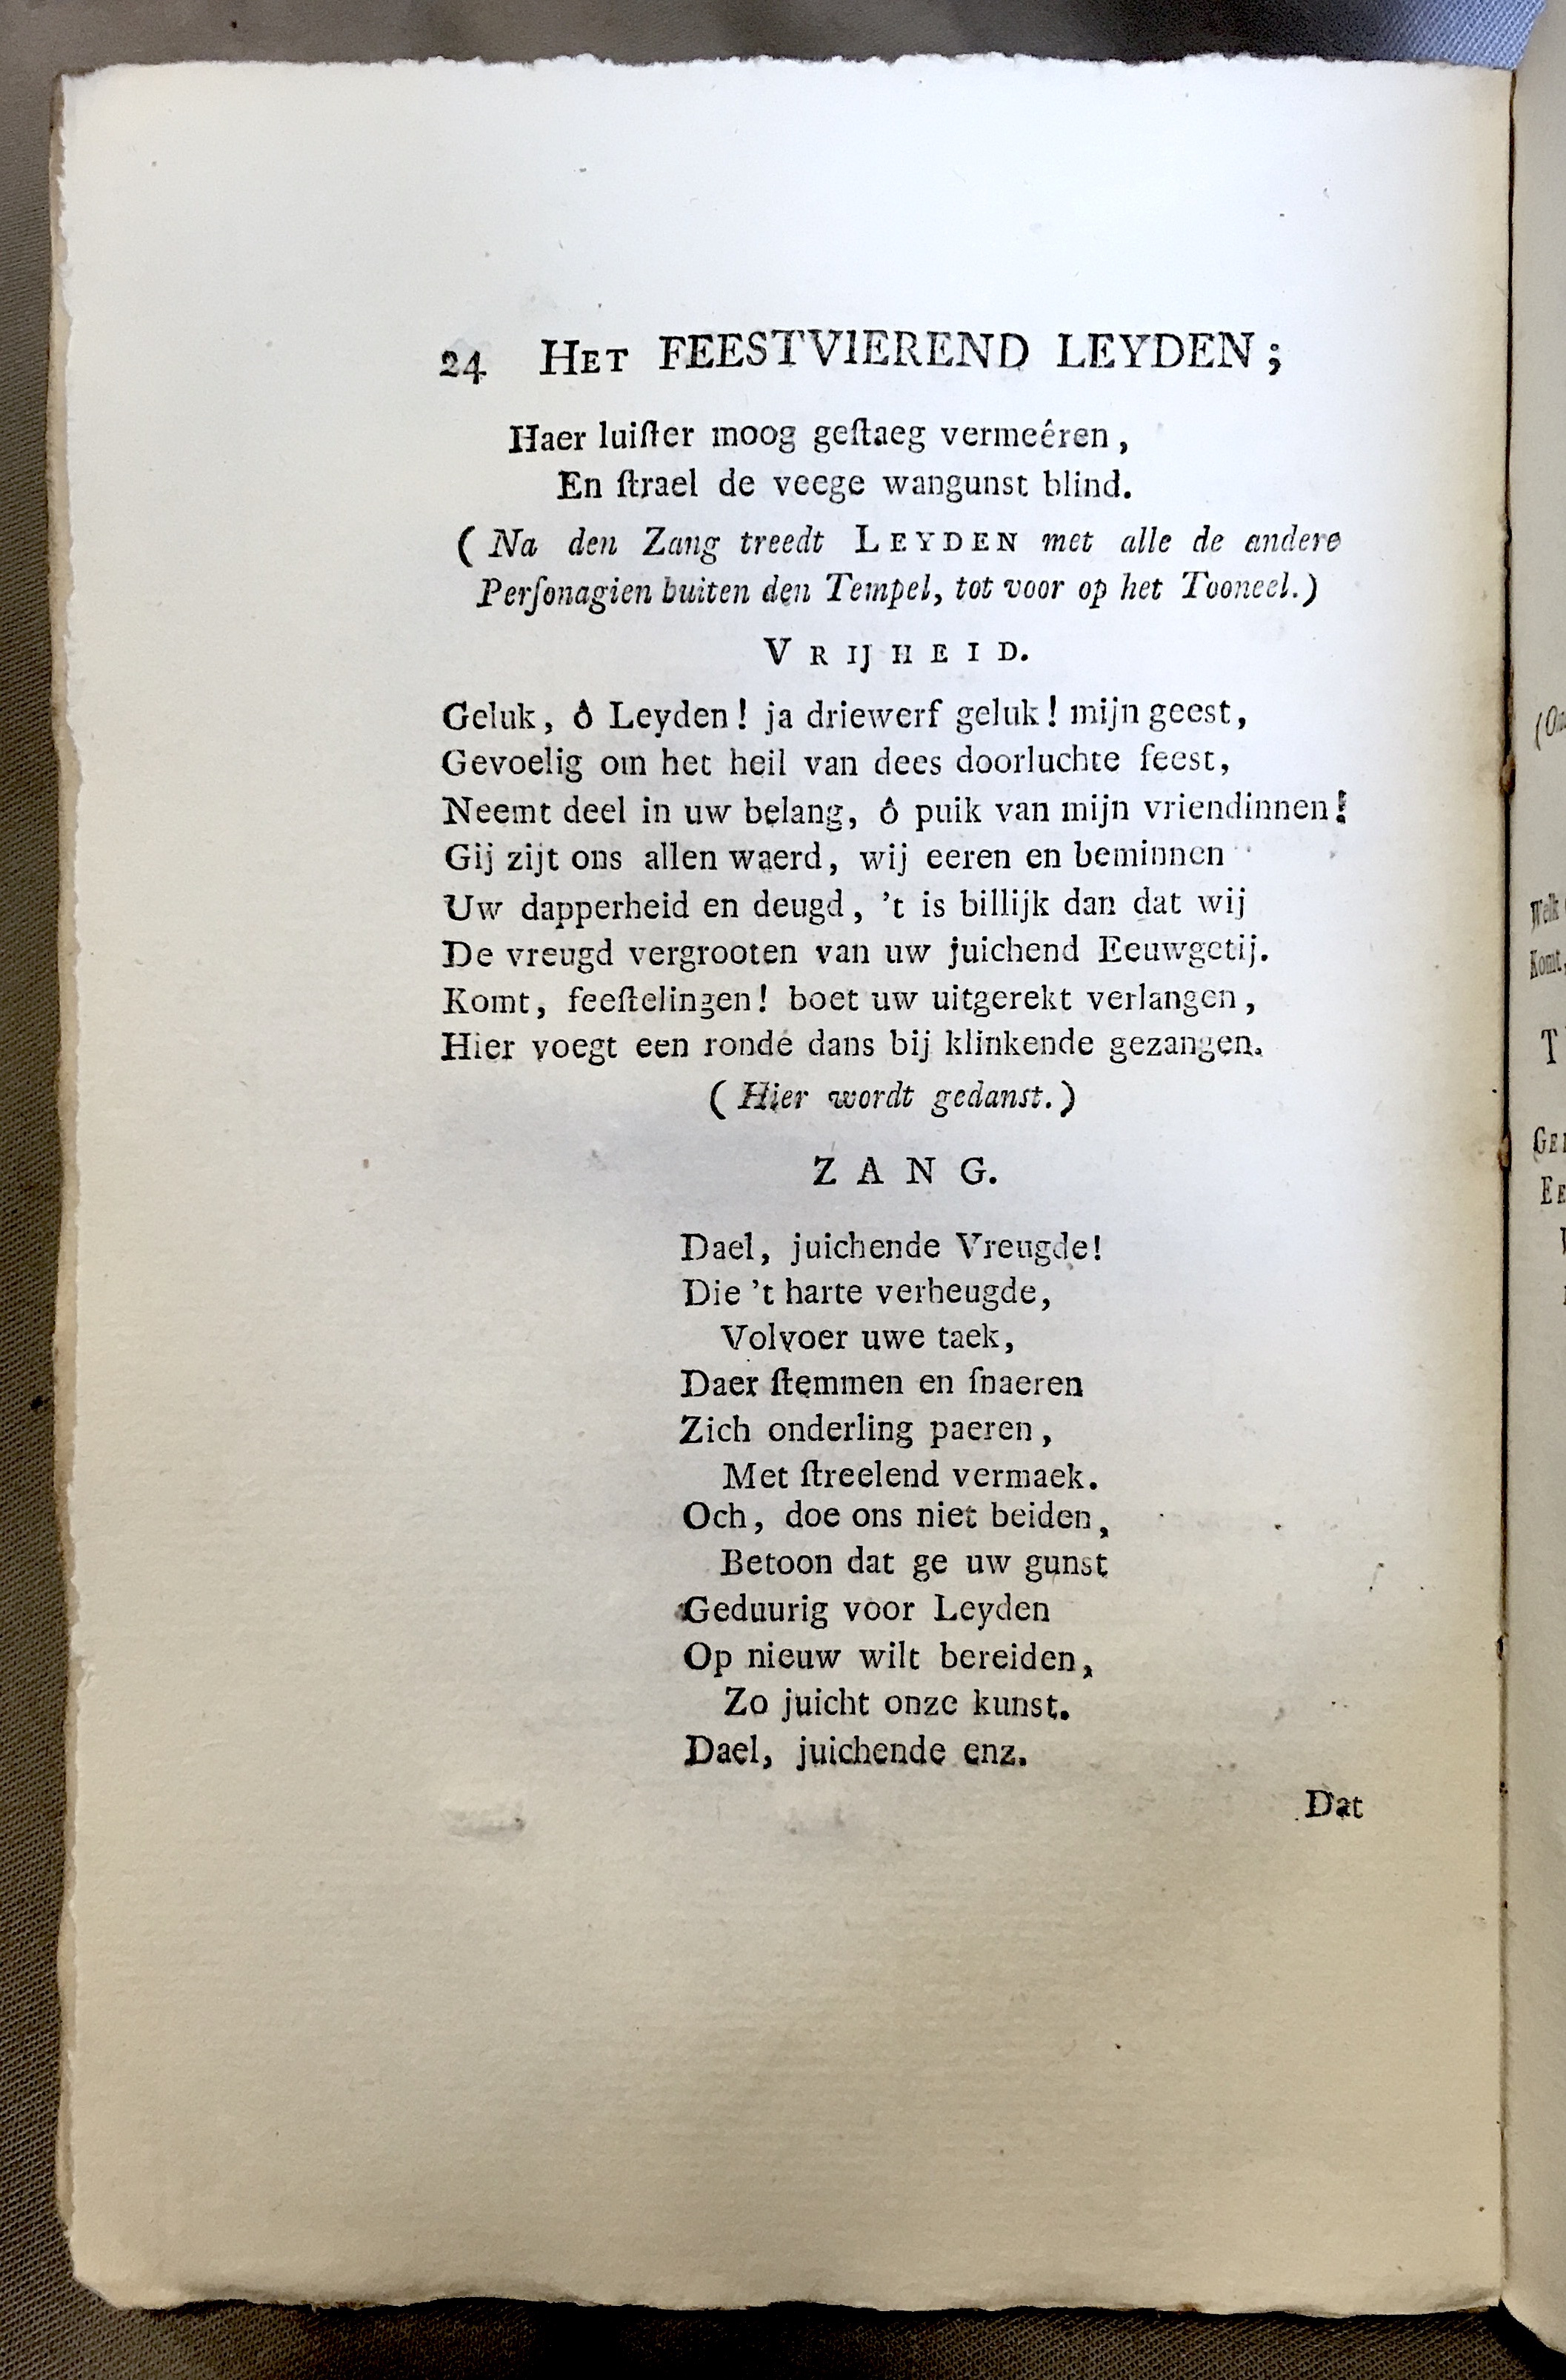 24 HET FEESTVIEREND LEYDEN;
Haer luiſter moog geſtaeg vermeêren,
En ſtrael de veege wangunst blind.
(Na den Zang treedt LEYDEN met alle de andere
Perſonagien buiten den Tempel, tot voor op het Tooneel.)
VRIJHEID.
Geluk, ô Leyden! ja driewerf geluk! mijn geest,
Gevoelig om het heil van dees doorluchte feest,
Neemt deel in uw belang, ô puik van mijn vriendinnen!
Gij zijt ons allen waerd, wij eeren en beminnen
Uw dapperheid en deugd, 't is billijk dan dat wij
De vreugd vergrooten van uw juichend Eeuwgetij.
Komt, feeſtelingen! boet uw uitgerekt verlangen,
Hier voegt een ronde dans bij klinkende gezangen.
(Hier wordt gedanst.)
ZANG.
Dael, juichende Vreugde!
Die 't harte verheugde,
Volvoer uwe taek,
Daer ſtemmen en ſnaeren
Zich onderling paeren,
Met ſtreelend vermaek.
Och, doe ons niet beiden,
Betoon dat ge uw gunst
Geduurig voor Leyden
Op nieuw wilt bereiden,
Zo juicht onze kunst.
Dael, juichende enz.
Dat
Komt,